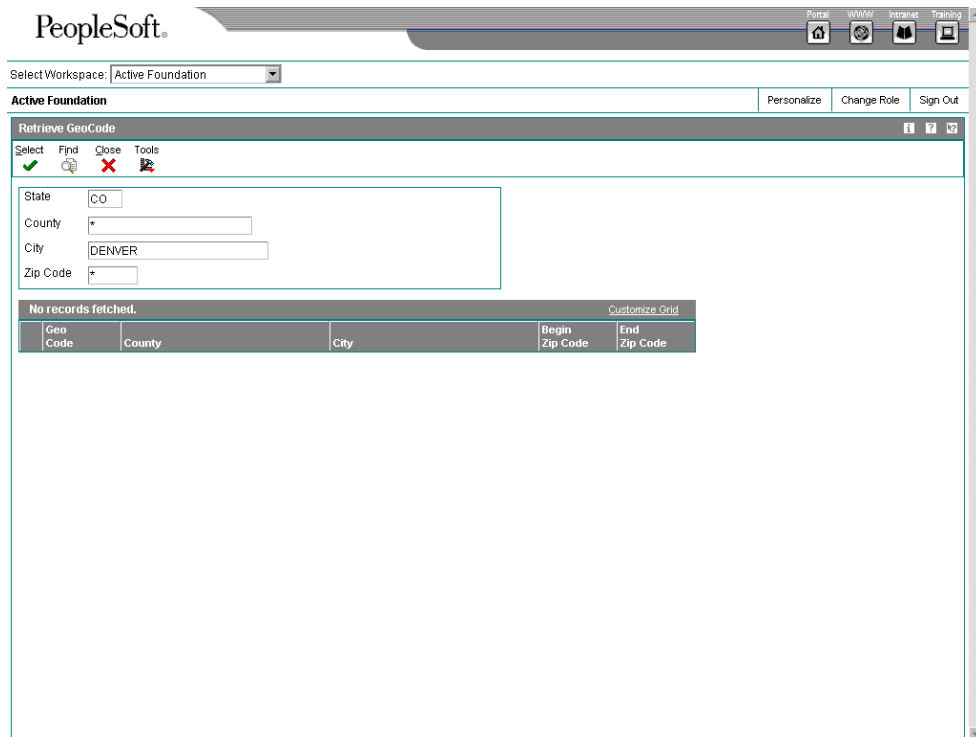 PeopleSoft®
Portal WWW Intranet Training
Select Workspace: Active Foundation
Active Foundation
Personalize Change Role Sign Out
Retrieve GeoCode
Select Find Close Tools
State CO
County *
City DENVER
Zip Code *
No records fetched. Customize Grid
Geo Code County City Begin Zip Code End Zip Code